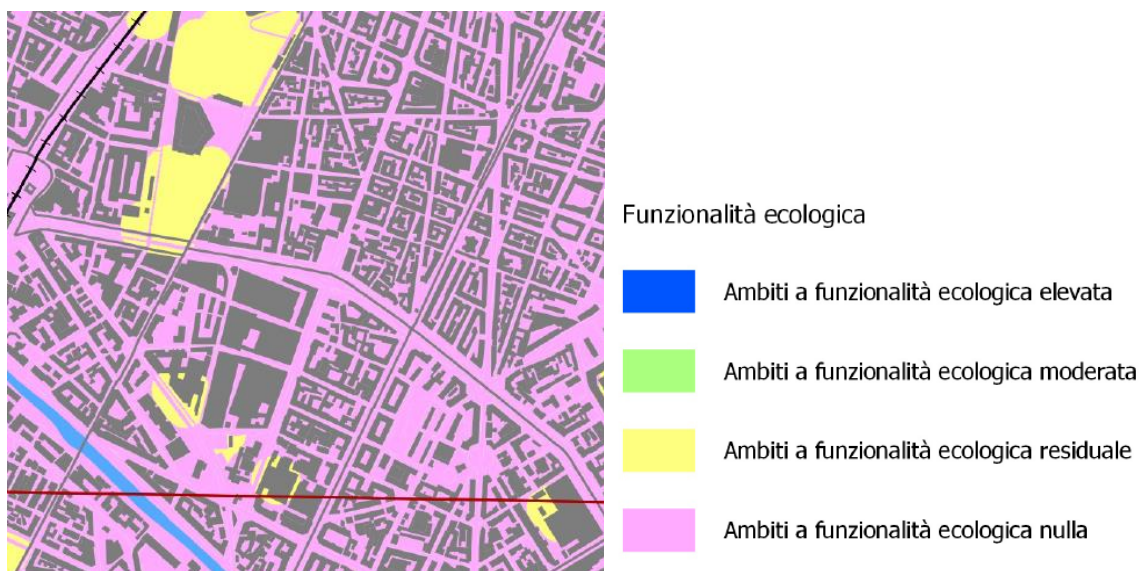 Funzionalità ecologica
Ambiti a funzionalità ecologica elevata
Ambiti a funzionalità ecologica moderata
Ambiti a funzionalità ecologica residuale
Ambiti a funzionalità ecologica nulla